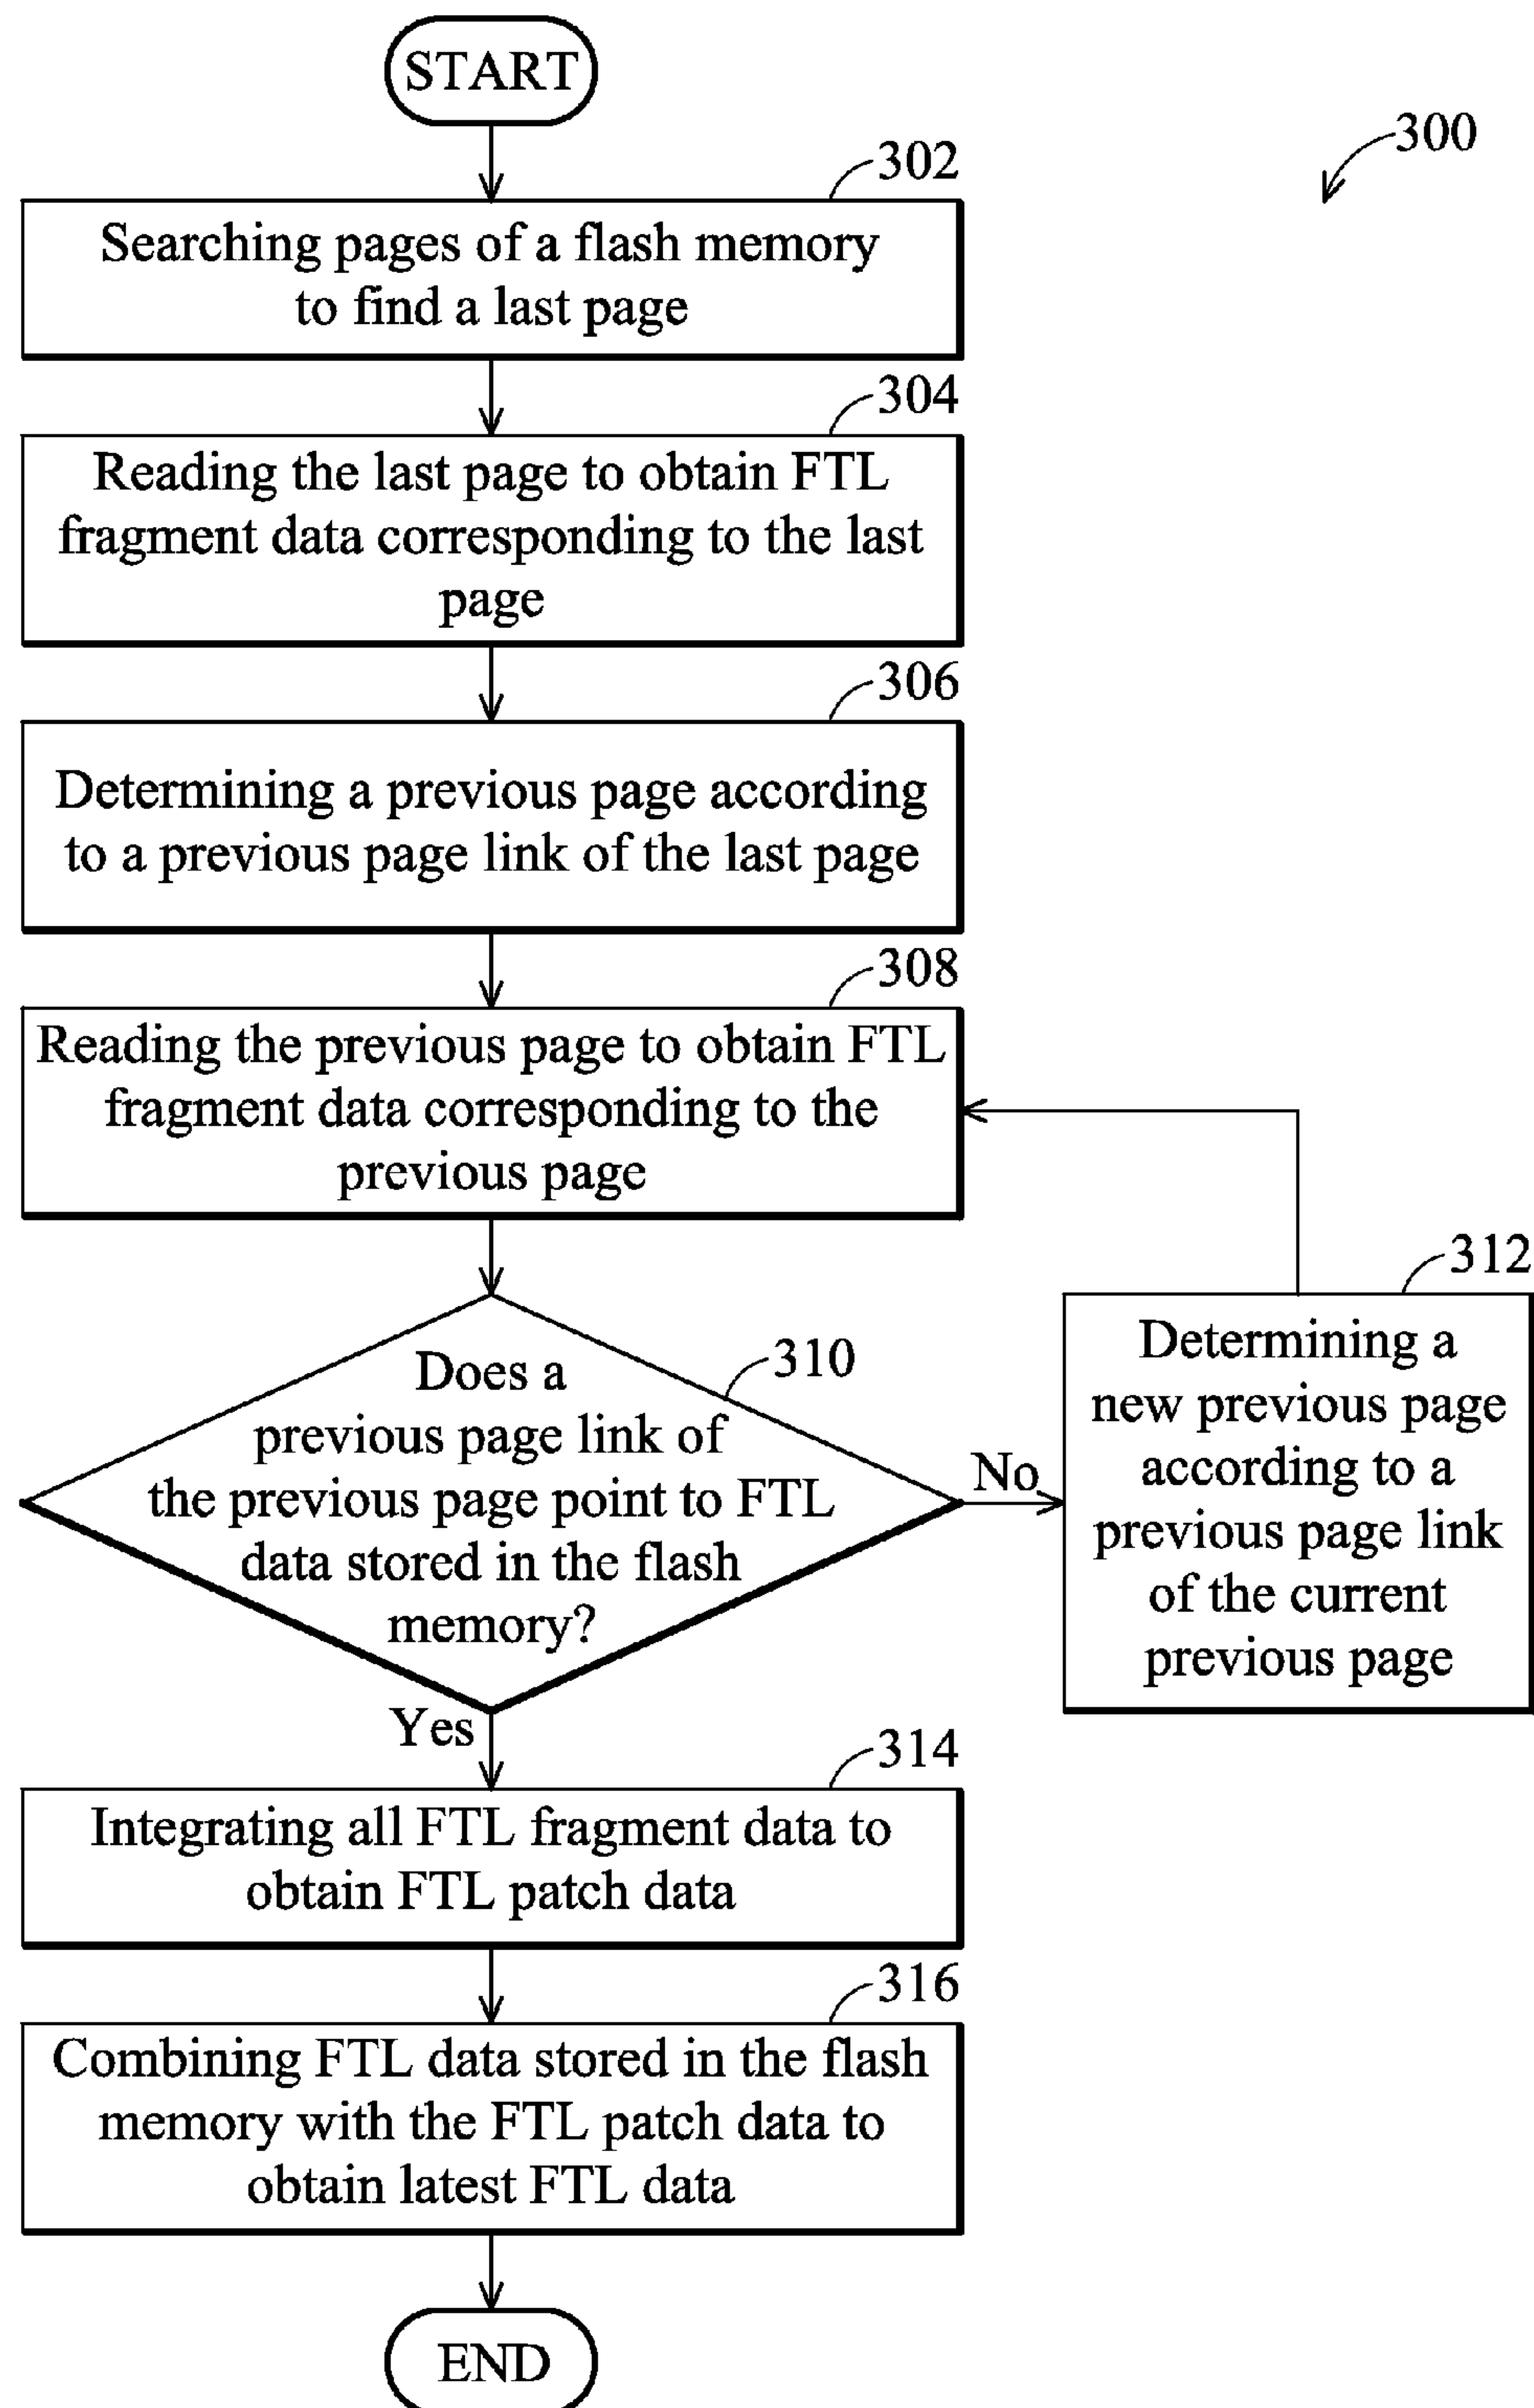 START
300
302
Searching pages of a flash memory
to find a last page
304
Reading the last page to obtain FTL
fragment data corresponding to the last
page
306
Determining a previous page according
to a previous page link of the last page
308
Reading the previous page to obtain FTL
fragment data corresponding to the
previous page
310
Does a
previous page link of
the previous page point to FTL
data stored in the flash
memory?
No
312
Determining a
new previous page
according to a
previous page link
of the current
previous page
Yes
314
Integrating all FTL fragment data to
obtain FTL patch data
316
Combining FTL data stored in the flash
memory with the FTL patch data to
obtain latest FTL data
END